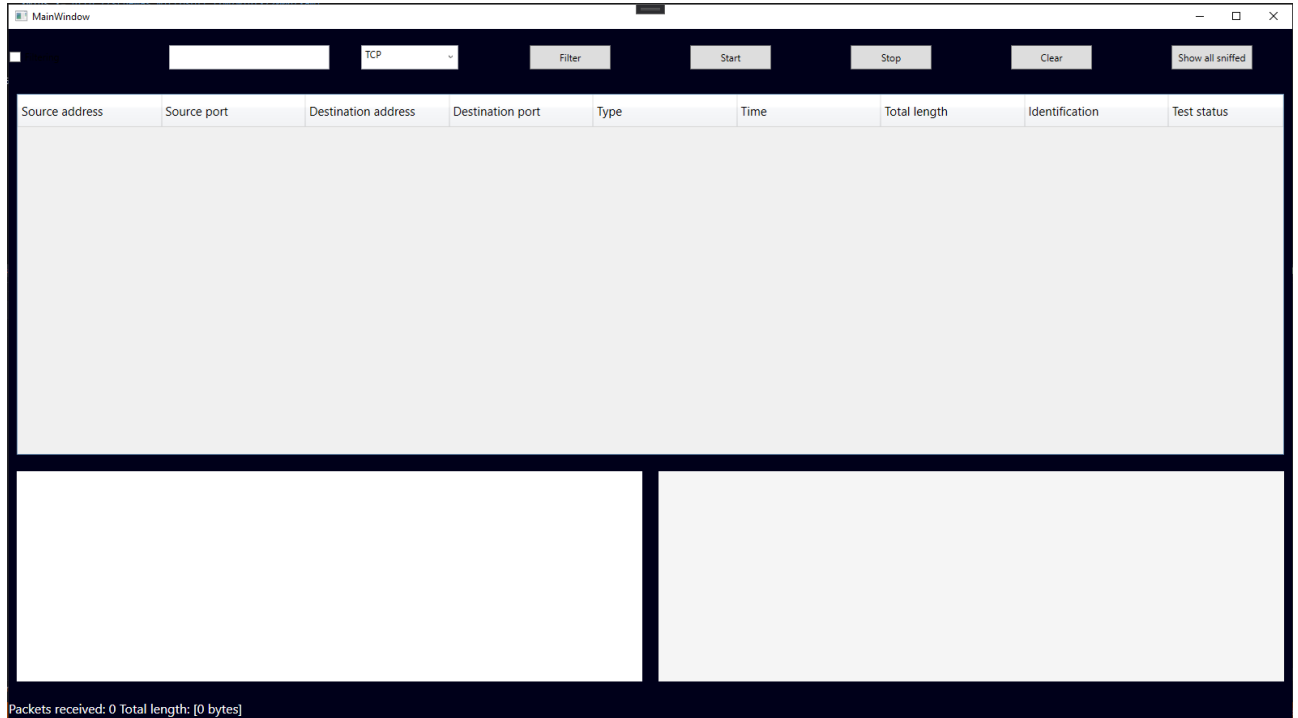 MainWindow
TCP
Filter
Start
Stop
Clear
Show all sniffed
Source address Source port Destination address Destination port Type Time Total length Identification Test status
Packets received: 0 Total length: [0 bytes]